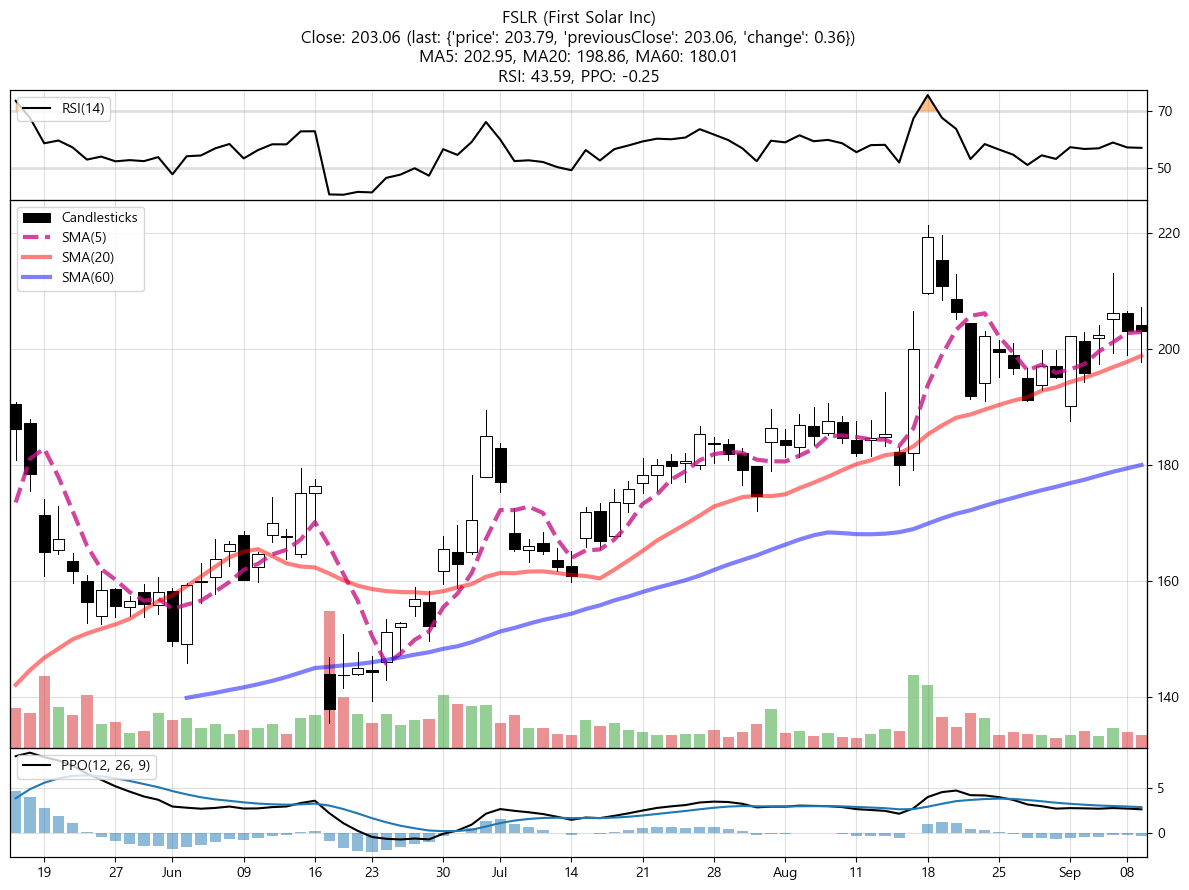 FSLR (First Solar Inc)
Close: 203.06 (last: {'price': 203.79, 'previousClose': 203.06, 'change': 0.36})
MA5: 202.95, MA20: 198.86, MA60: 180.01
RSI: 43.59, PPO: -0.25
RSI(14)
70
50
Candlesticks
SMA(5)
SMA(20)
SMA(60)
220
200
180
160
140
PPO(12, 26, 9)
5
0
19 27 Jun 09 16 23 30 Jul 14 21 28 Aug 11 18 25 Sep 08